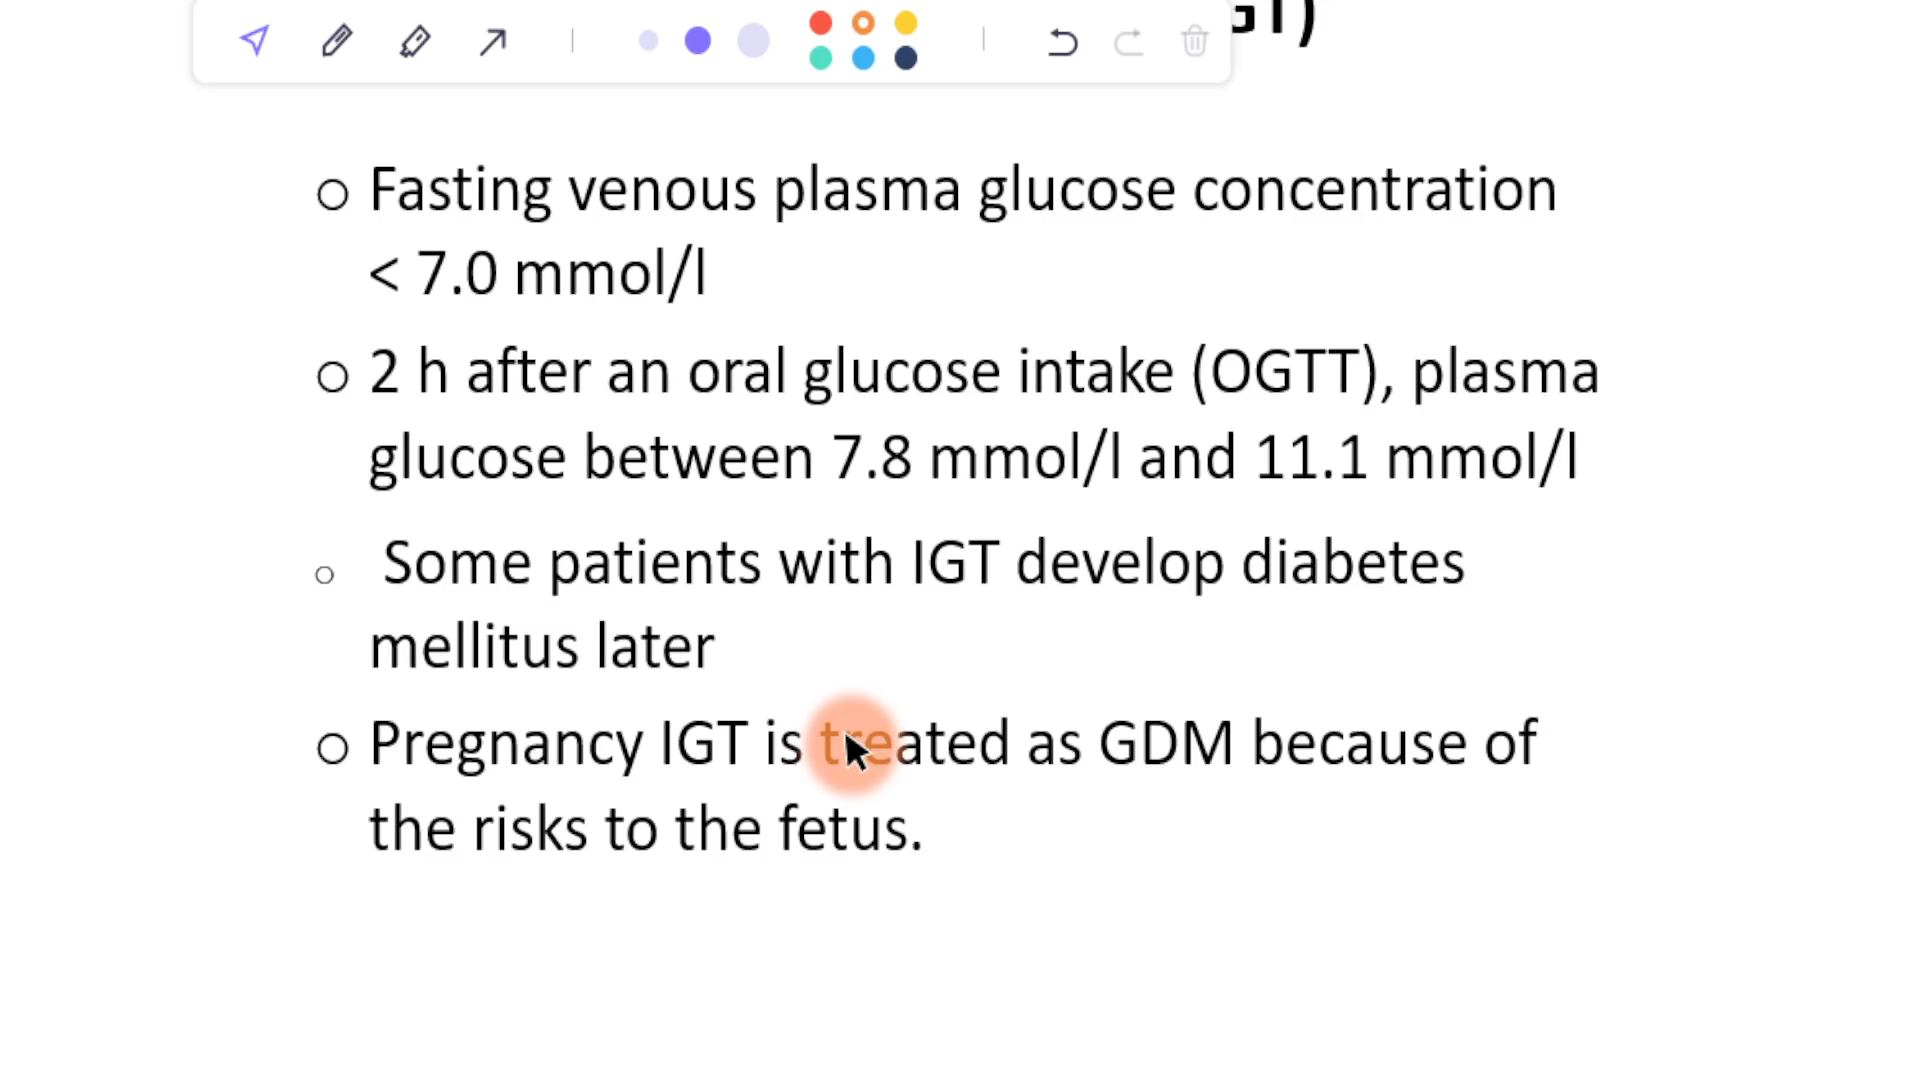 GT)
Fasting venous plasma glucose concentration
< 7.0 mmol/l
2 h after an oral glucose intake (OGTT), plasma
glucose between 7.8 mmol/l and 11.1 mmol/l
Some patients with IGT develop diabetes
mellitus later
Pregnancy IGT is treated as GDM because of
the risks to the fetus.